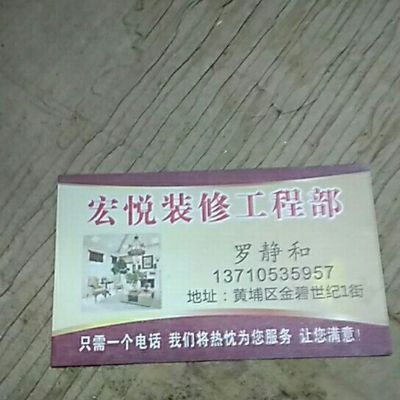 宏悦装修工程部
罗静和
13710535957
地址：黄埔区金碧世纪1街
只需一个电话 我们将热忱为您服务 让您满意！